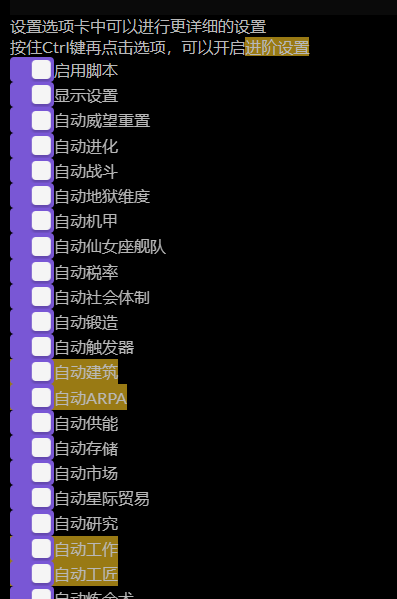 设置选项卡中可以进行更详细的设置
按住Ctrl键再点击选项，可以开启进阶设置
启用脚本
显示设置
自动威望重置
自动进化
自动战斗
自动地狱维度
自动机甲
自动仙女座舰队
自动税率
自动社会体制
自动锻造
自动触发器
自动建筑
自动ARPA
自动供能
自动存储
自动市场
自动星际贸易
自动研究
自动工作
自动工匠
自动炼金术